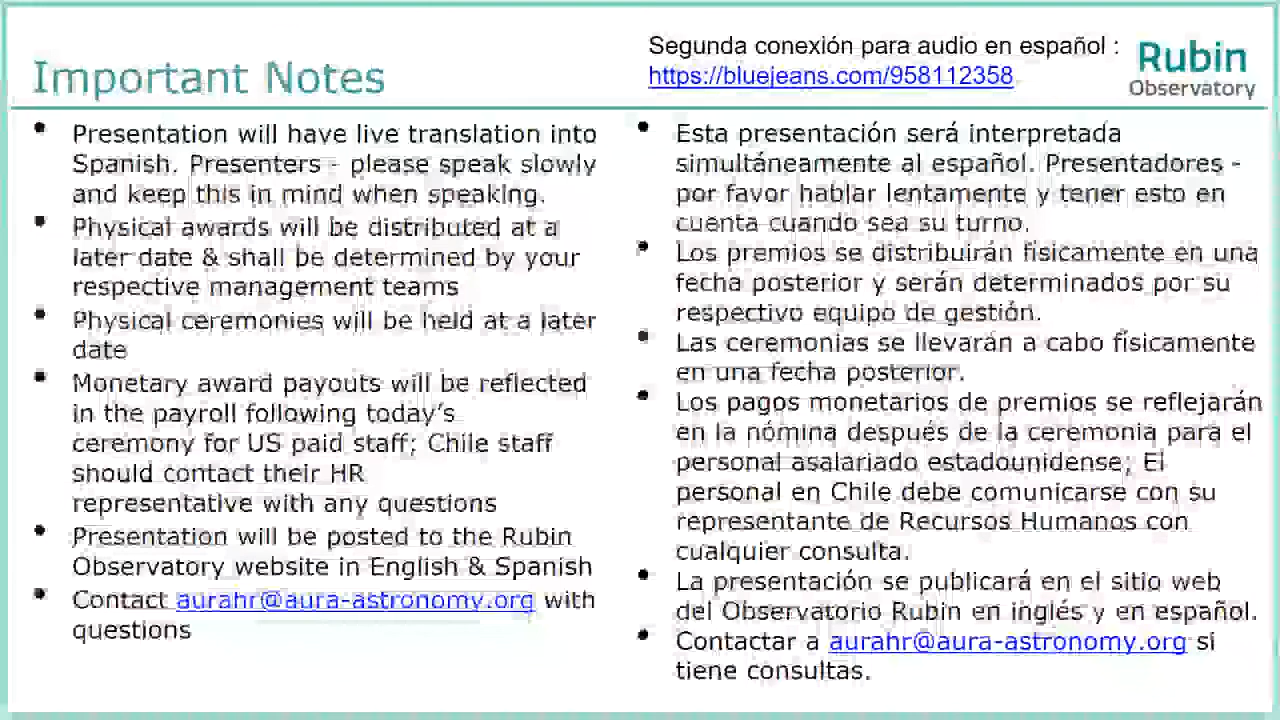 Important Notes
Segunda conexión para audio en español :
https://bluejeans.com/958112358
Rubin
Observatory
• Presentation will have live translation into
Spanish. Presenters - please speak slowly
and keep this in mind when speaking.
• Physical awards will be distributed at a
later date & shall be determined by your
respective management teams
• Physical ceremonies will be held at a later
date
• Monetary award payouts will be reflected
in the payroll following today's
ceremony for US paid staff; Chile staff
should contact their HR
representative with any questions
• Presentation will be posted to the Rubin
Observatory website in English & Spanish
• Contact aurahr@aura-astronomy.org with
questions
• Esta presentación será interpretada
simultáneamente al español. Presentadores -
por favor hablar lentamente y tener esto en
cuenta cuando sea su turno.
• Los premios se distribuirán físicamente en una
fecha posterior y serán determinados por su
respectivo equipo de gestión.
• Las ceremonias se llevarán a cabo físicamente
en una fecha posterior.
• Los pagos monetarios de premios se reflejarán
en la nómina después de la ceremonia para el
personal asalariado estadounidense; El
personal en Chile debe comunicarse con su
representante de Recursos Humanos con
cualquier consulta.
• La presentación se publicará en el sitio web
del Observatorio Rubin en inglés y en español.
• Contactar a aurahr@aura-astronomy.org si
tiene consultas.